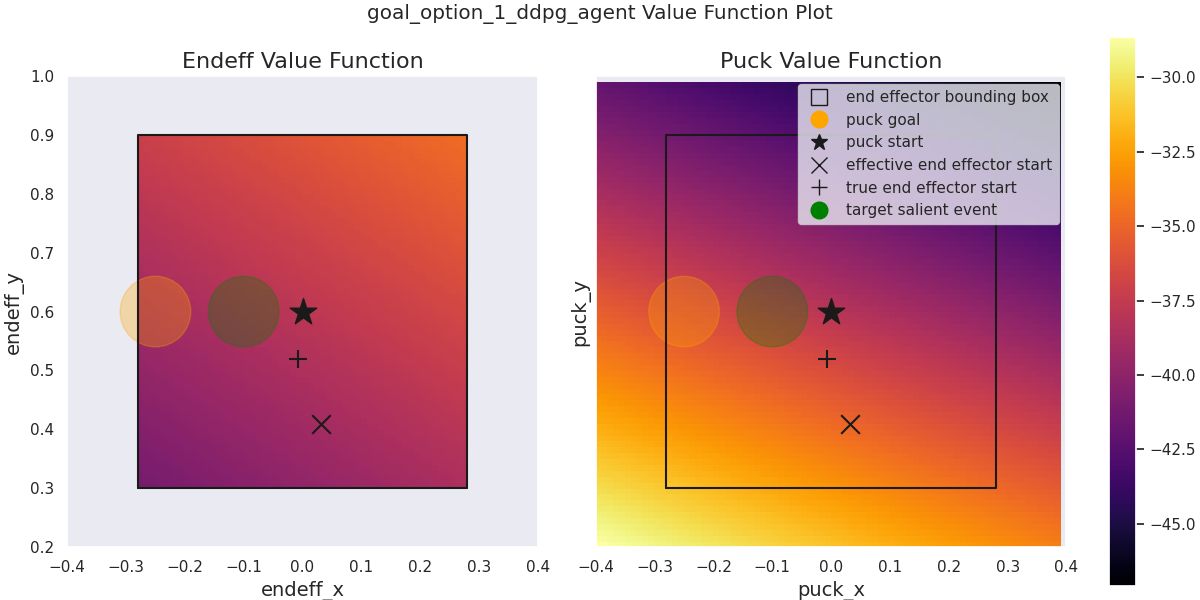 goal_option_1_ddpg_agent Value Function Plot
Endeff Value Function
1.0
0.9
0.8
0.7
0.6
0.5
0.4
0.3
0.2
endeff_y
−0.4 −0.3 −0.2 −0.1 0.0 0.1 0.2 0.3 0.4
endeff_x
Puck Value Function
end effector bounding box
puck goal
puck start
effective end effector start
true end effector start
target salient event
puck_y
−0.4 −0.3 −0.2 −0.1 0.0 0.1 0.2 0.3 0.4
puck_x
−30.0
−32.5
−35.0
−37.5
−40.0
−42.5
−45.0